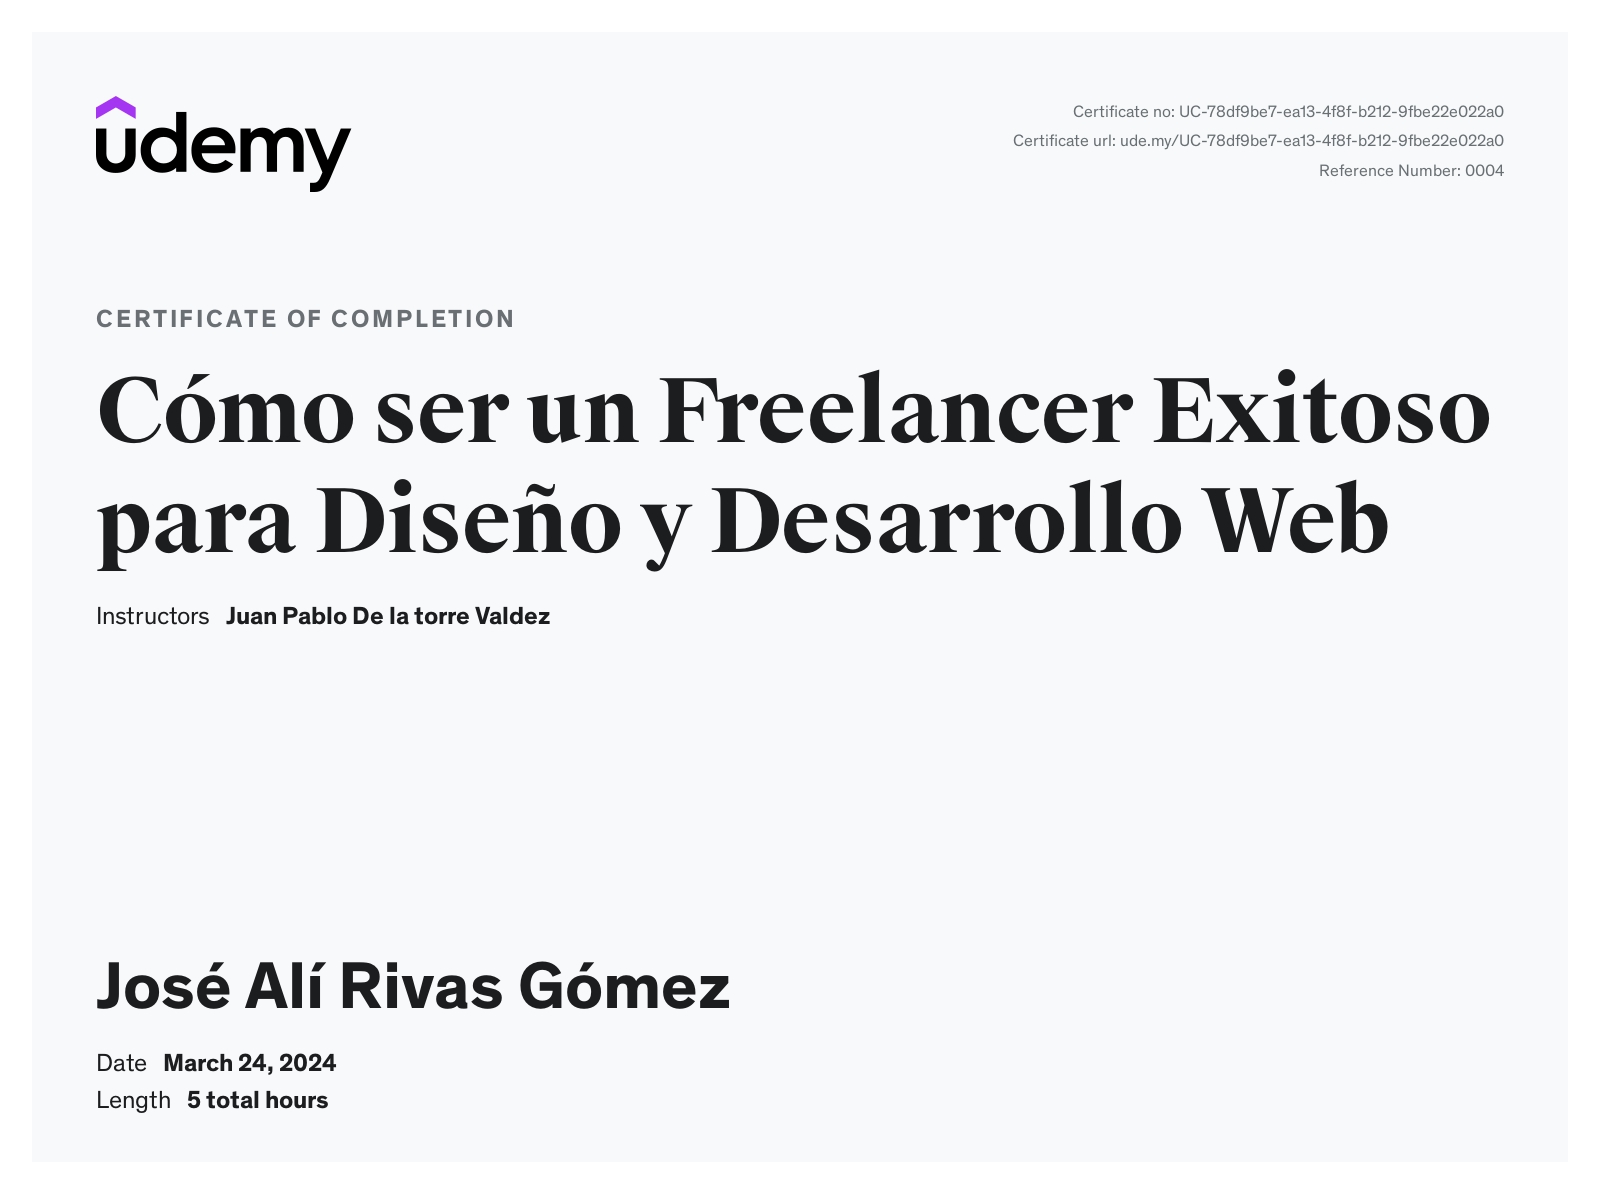 udemy
Certificate no: UC-78df9be7-ea13-4f8f-b212-9fbe22e022a0
Certificate url: ude.my/UC-78df9be7-ea13-4f8f-b212-9fbe22e022a0
Reference Number: 0004
CERTIFICATE OF COMPLETION
Cómo ser un Freelancer Exitoso
para Diseño y Desarrollo Web
Instructors Juan Pablo De la torre Valdez
José Alí Rivas Gómez
Date March 24, 2024
Length 5 total hours